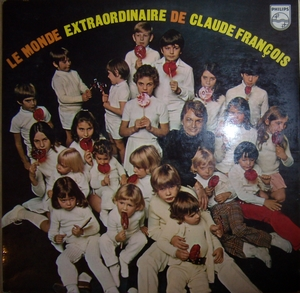 LE MONDE EXTRAORDINAIRE DE CLAUDE FRANÇOIS
PHILIPS